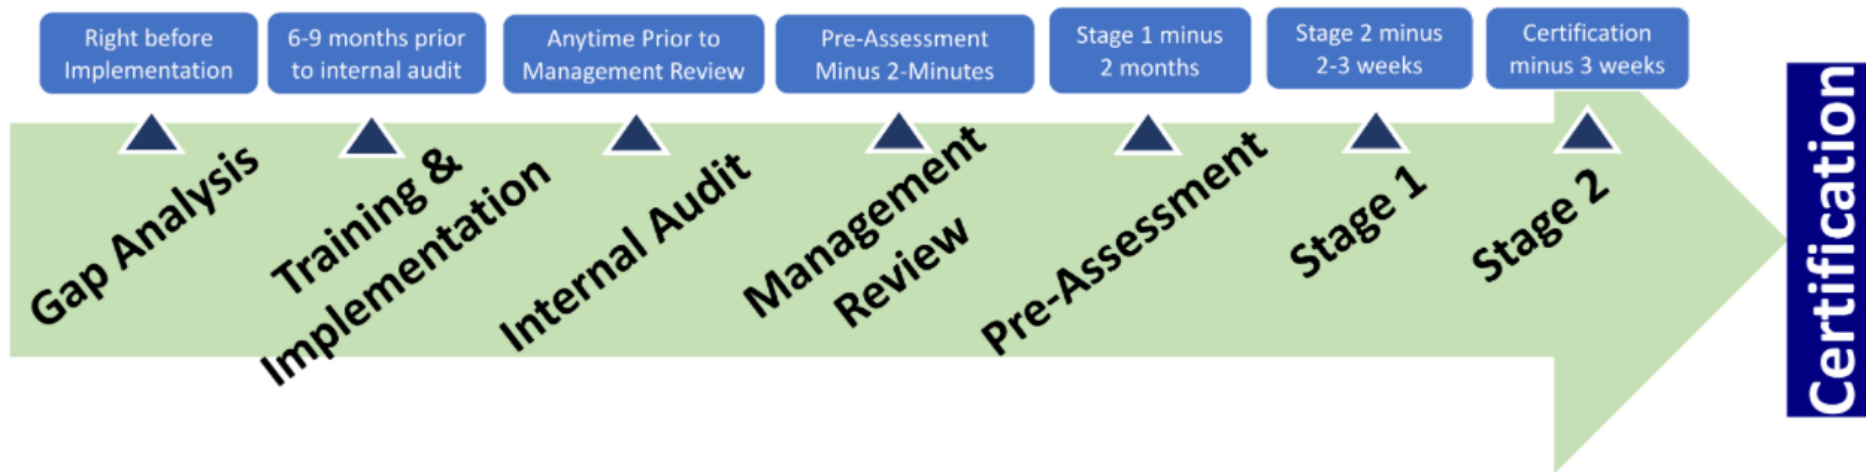 Right before
Implementation
6-9 months prior
to internal audit
Anytime Prior to
Management Review
Pre-Assessment
Minus 2-Minutes
Stage 1 minus
2 months
Stage 2 minus
2-3 weeks
Certification
minus 3 weeks
Gap Analysis
Training &
Implementation
Internal Audit
Management
Review
Pre-Assessment
Stage 1
Stage 2
Certification